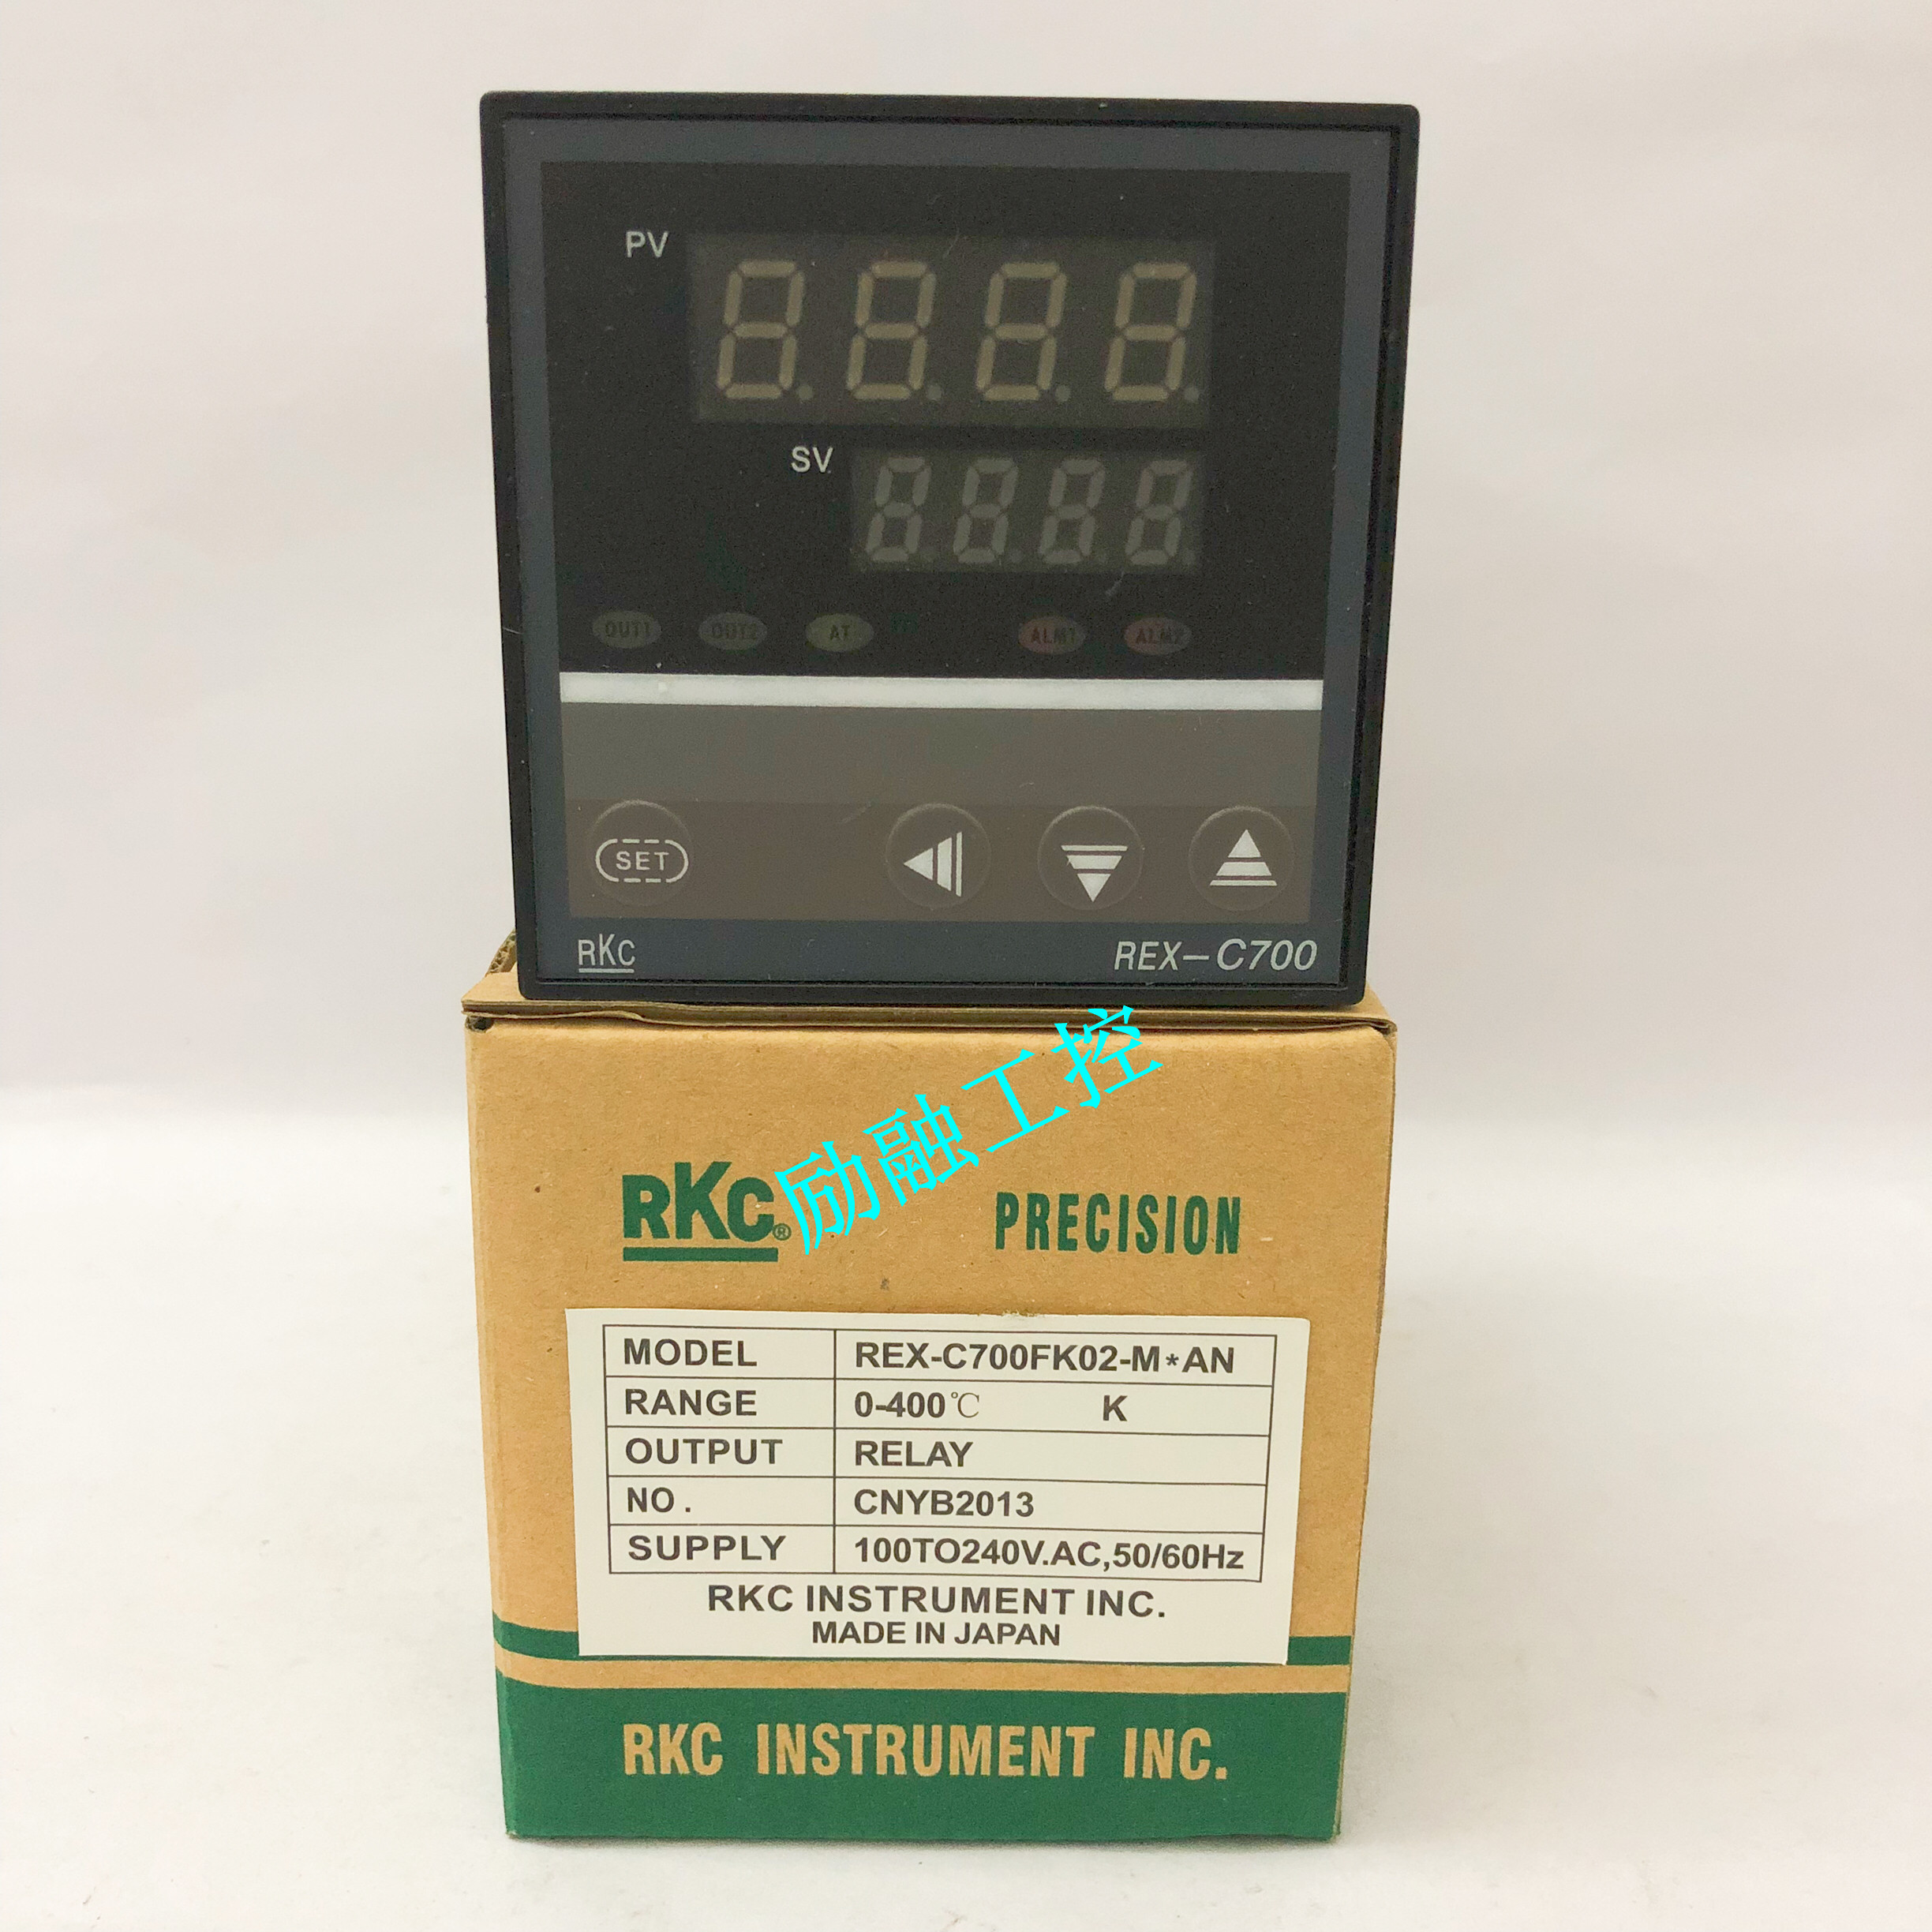 PV
SV
OUT1 OUT2 AT ALM1 ALM2
SET
RKC REX-C700
励融工控
RKC® PRECISION
MODEL REX-C700FK02-M*AN
RANGE 0-400℃ K
OUTPUT RELAY
NO. CNYB2013
SUPPLY 100TO240V.AC,50/60Hz
RKC INSTRUMENT INC.
MADE IN JAPAN
RKC INSTRUMENT INC.